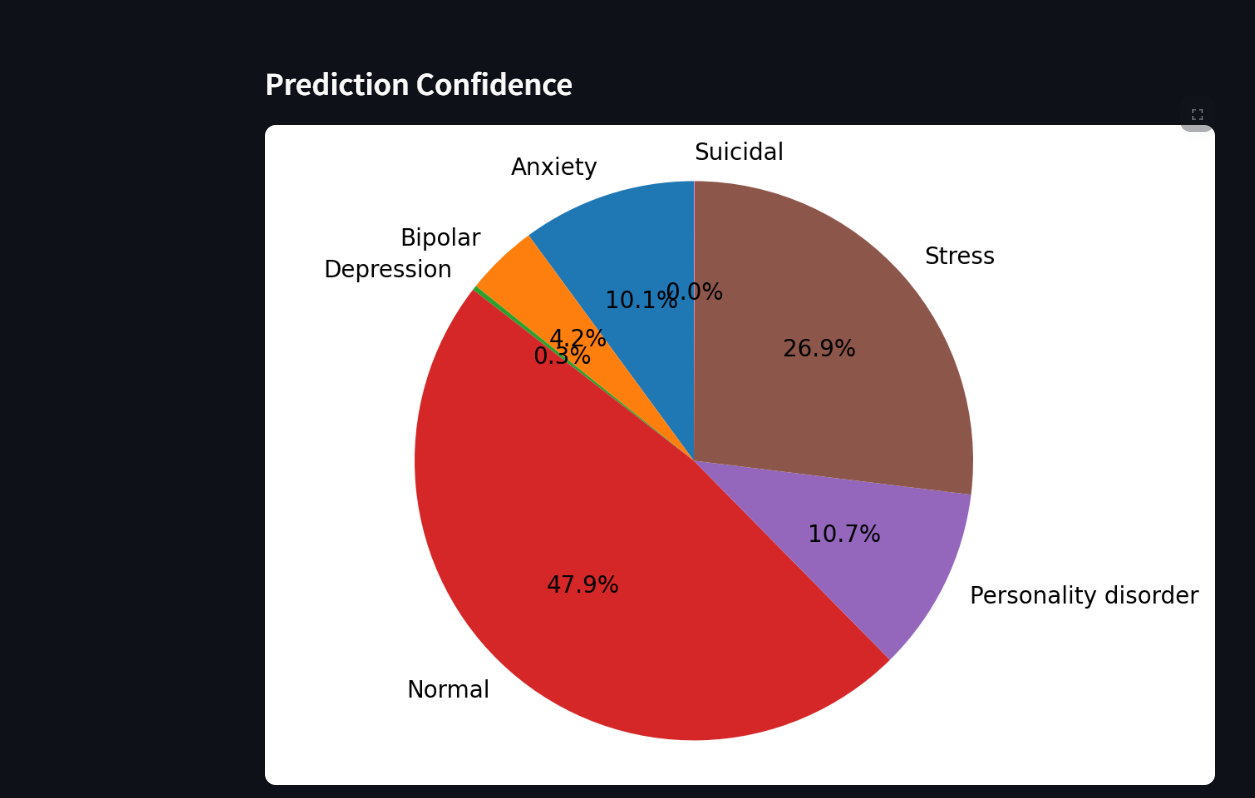 Prediction Confidence
Suicidal
Anxiety
Bipolar
Depression
Stress
10.1%
0.0%
4.2%
0.3%
26.9%
10.7%
47.9%
Personality disorder
Normal